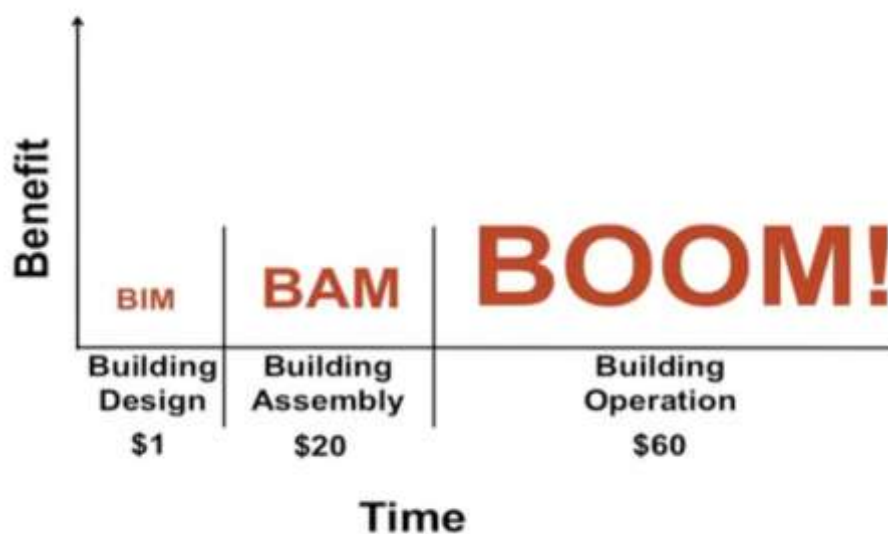 Benefit
BIM
BAM
BOOM!
Building
Design
$1
Building
Assembly
$20
Building
Operation
$60
Time